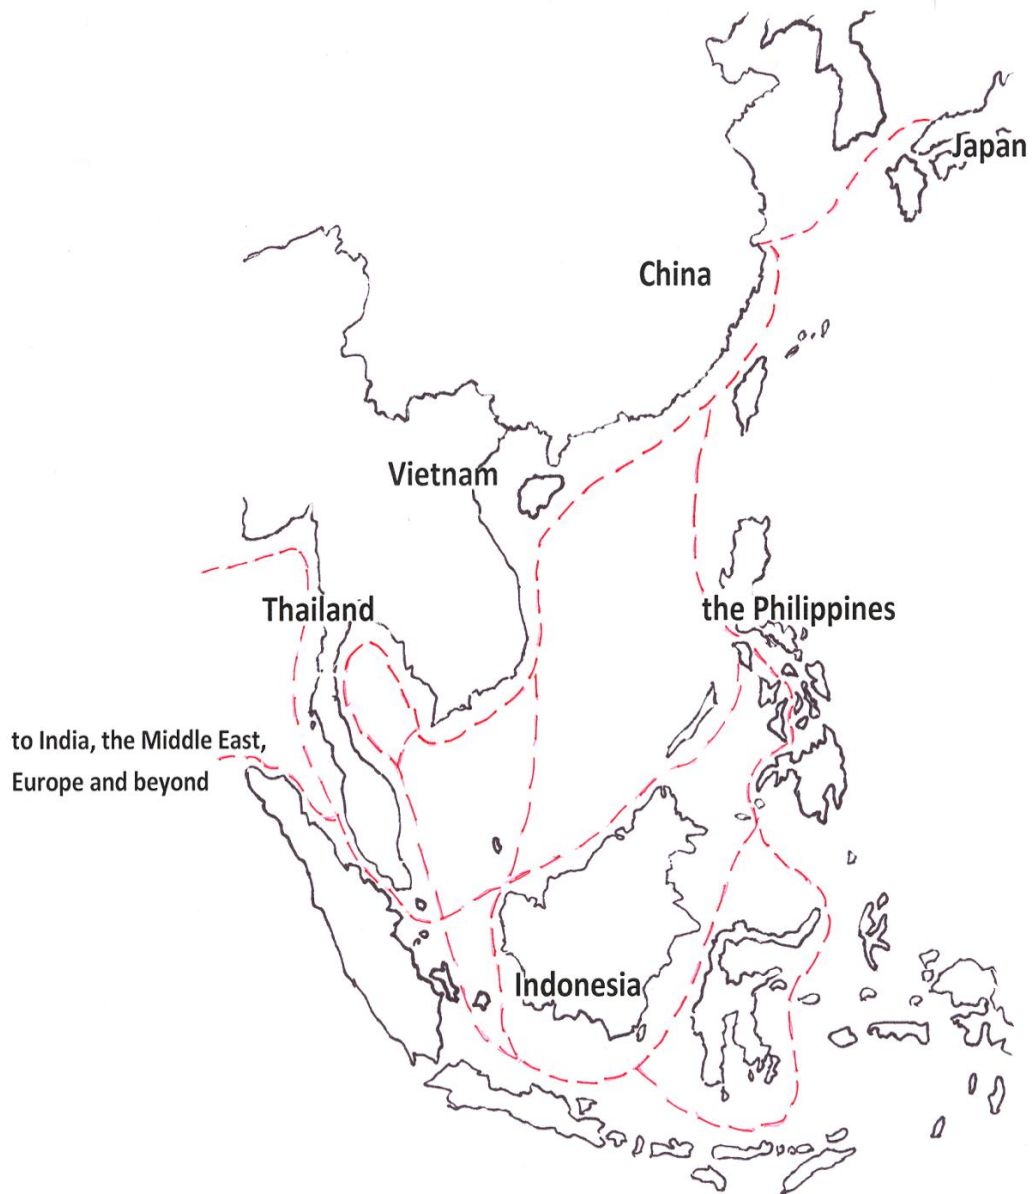 Japan
China
Vietnam
Thailand
the Philippines
to India, the Middle East,
Europe and beyond
Indonesia